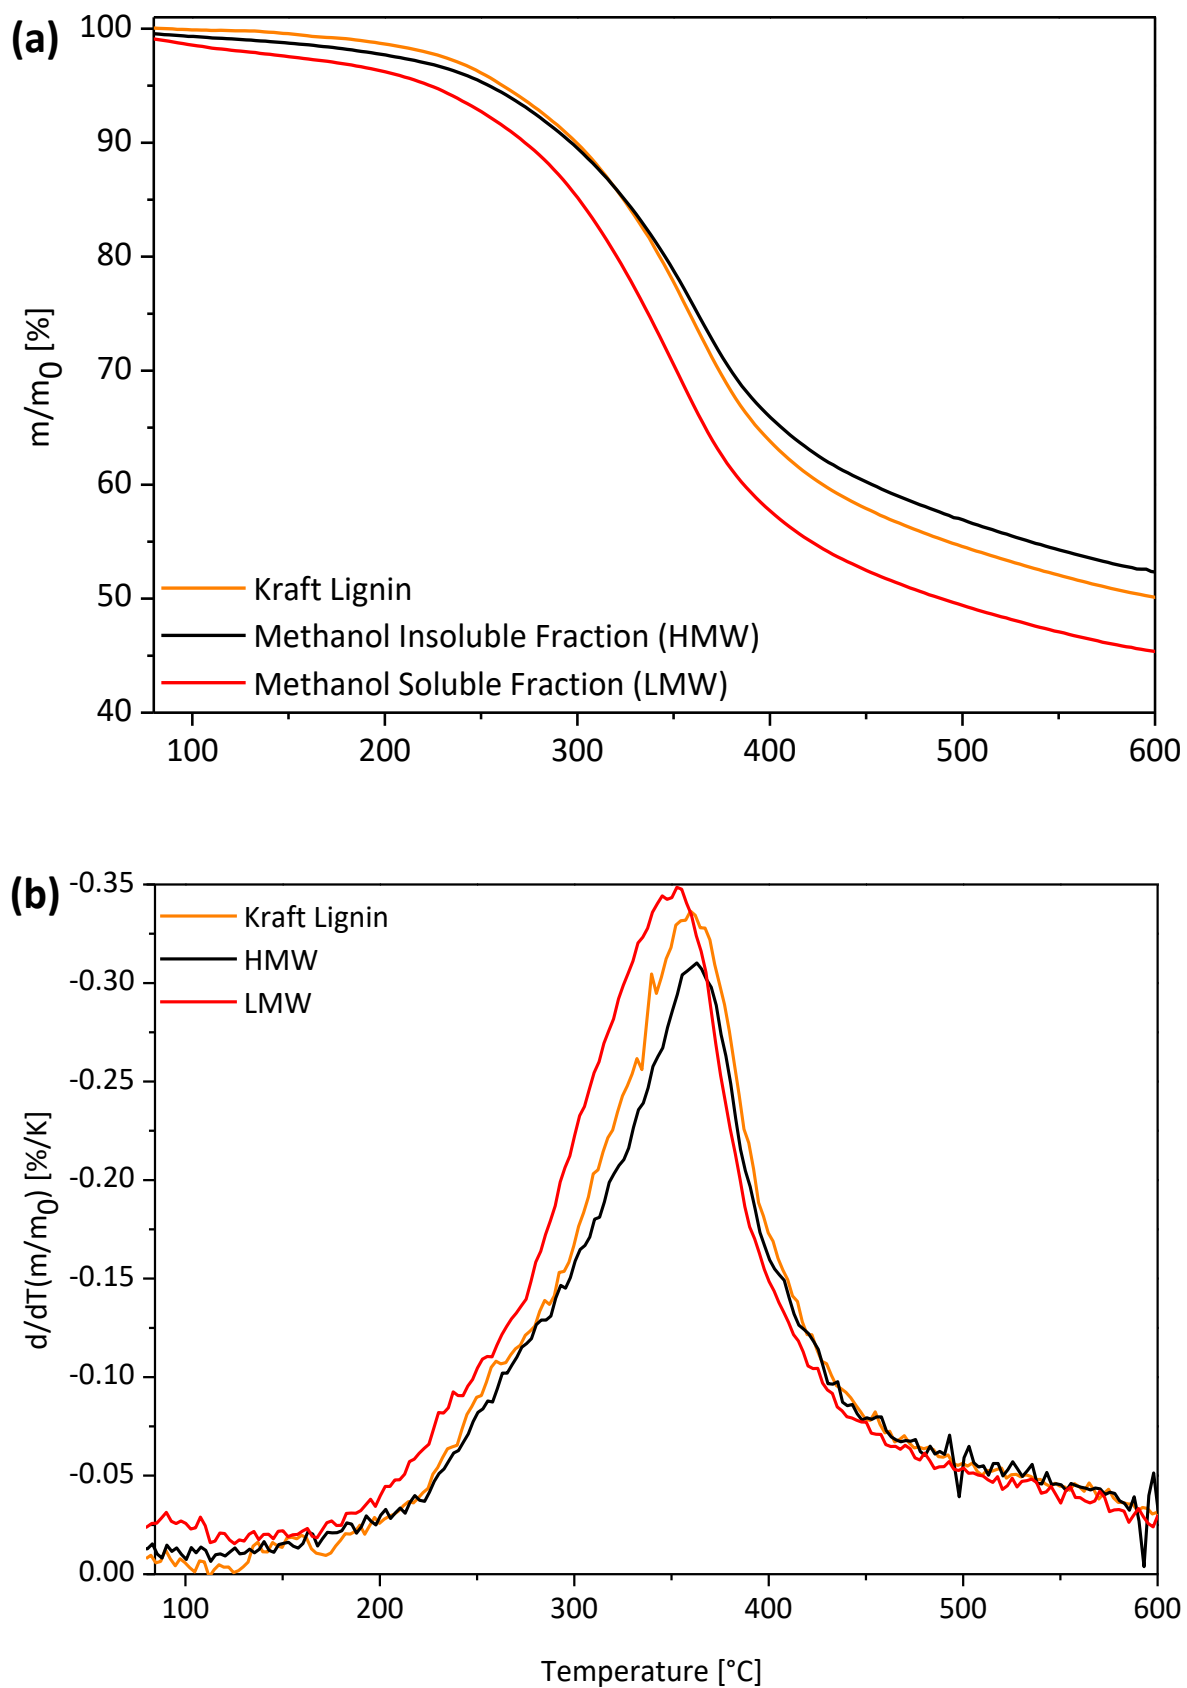 (a)
100
90
80
70
60
50
40
m/m0 [%]
Kraft Lignin
Methanol Insoluble Fraction (HMW)
Methanol Soluble Fraction (LMW)
100 200 300 400 500 600
(b)
-0.35
-0.30
-0.25
-0.20
-0.15
-0.10
-0.05
0.00
d/dT(m/m0) [%/K]
Kraft Lignin
HMW
LMW
100 200 300 400 500 600
Temperature [°C]